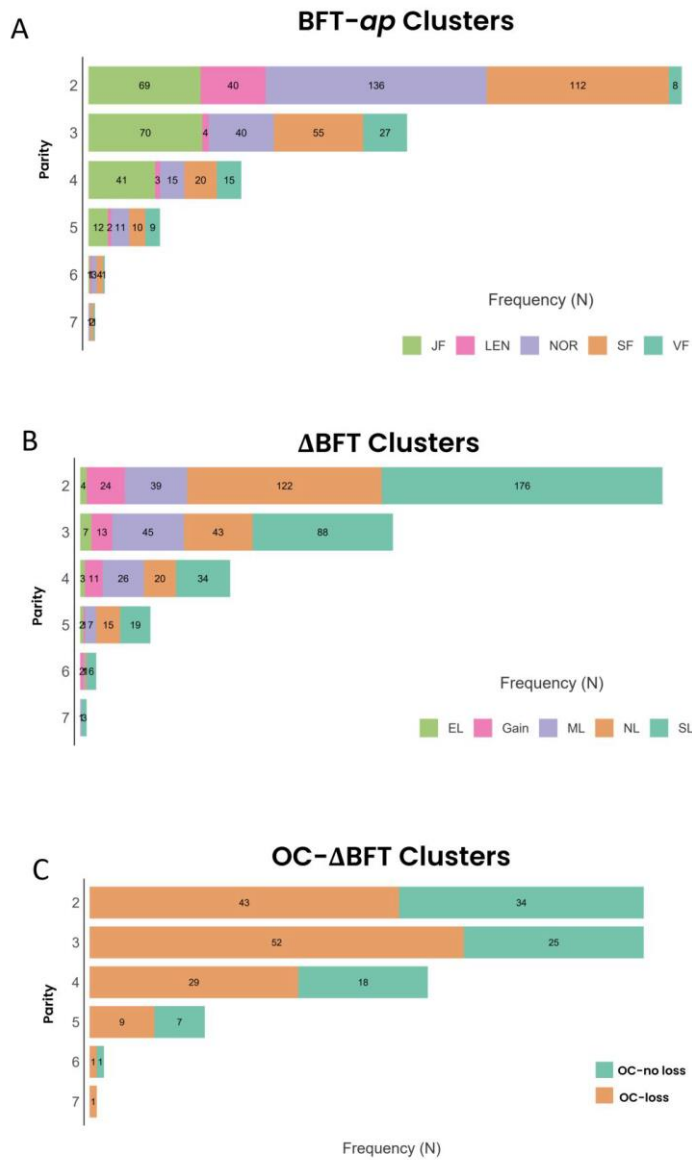 A
BFT-ap Clusters
Parity
2 69 40 136 112 8
3 70 4 40 55 27
4 41 3 15 20 15
5 12 2 11 10 9
6
7
Frequency (N)
JF LEN NOR SF VF
B
ΔBFT Clusters
Parity
2 4 24 39 122 176
3 7 13 45 43 88
4 3 11 26 20 34
5 7 15 19
6
7
Frequency (N)
EL Gain ML NL SL
C
OC-ΔBFT Clusters
Parity
2 43 34
3 52 25
4 29 18
5 9 7
6 1 1
7 1
OC-no loss
OC-loss
Frequency (N)